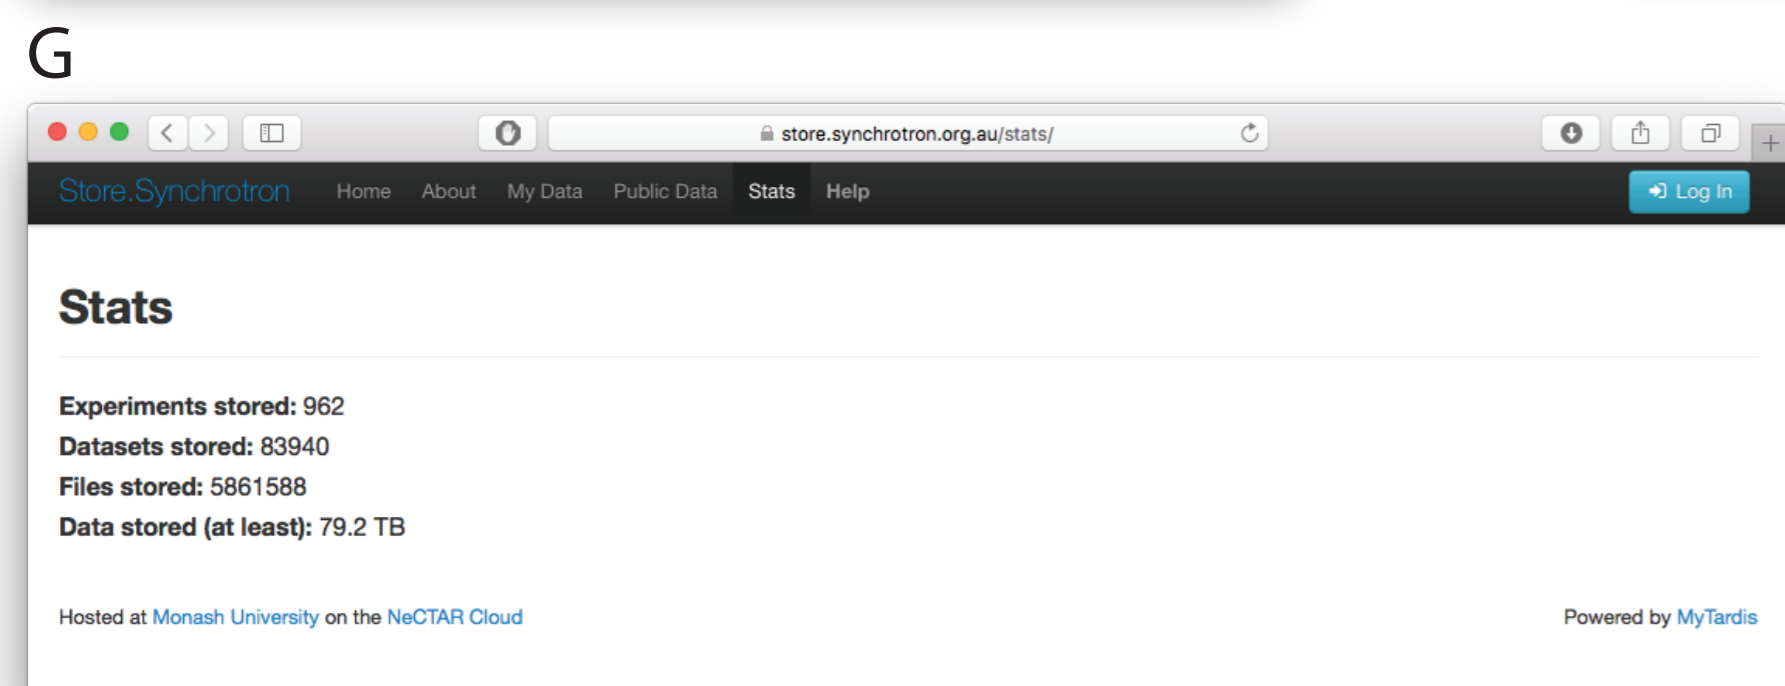 G
store.synchrotron.org.au/stats/
Store.Synchrotron Home About My Data Public Data Stats Help Log In
Stats
Experiments stored: 962
Datasets stored: 83940
Files stored: 5861588
Data stored (at least): 79.2 TB
Hosted at Monash University on the NeCTAR Cloud Powered by MyTardis